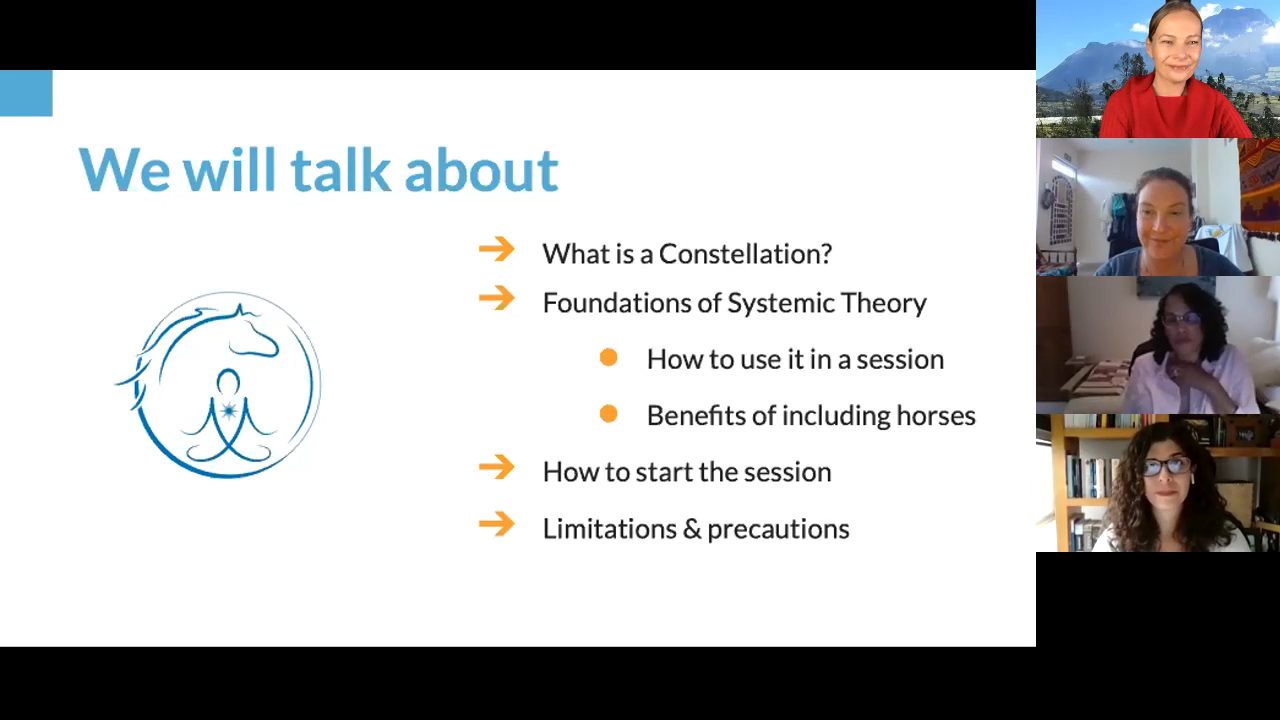 We will talk about
What is a Constellation?
Foundations of Systemic Theory
How to use it in a session
Benefits of including horses
How to start the session
Limitations & precautions